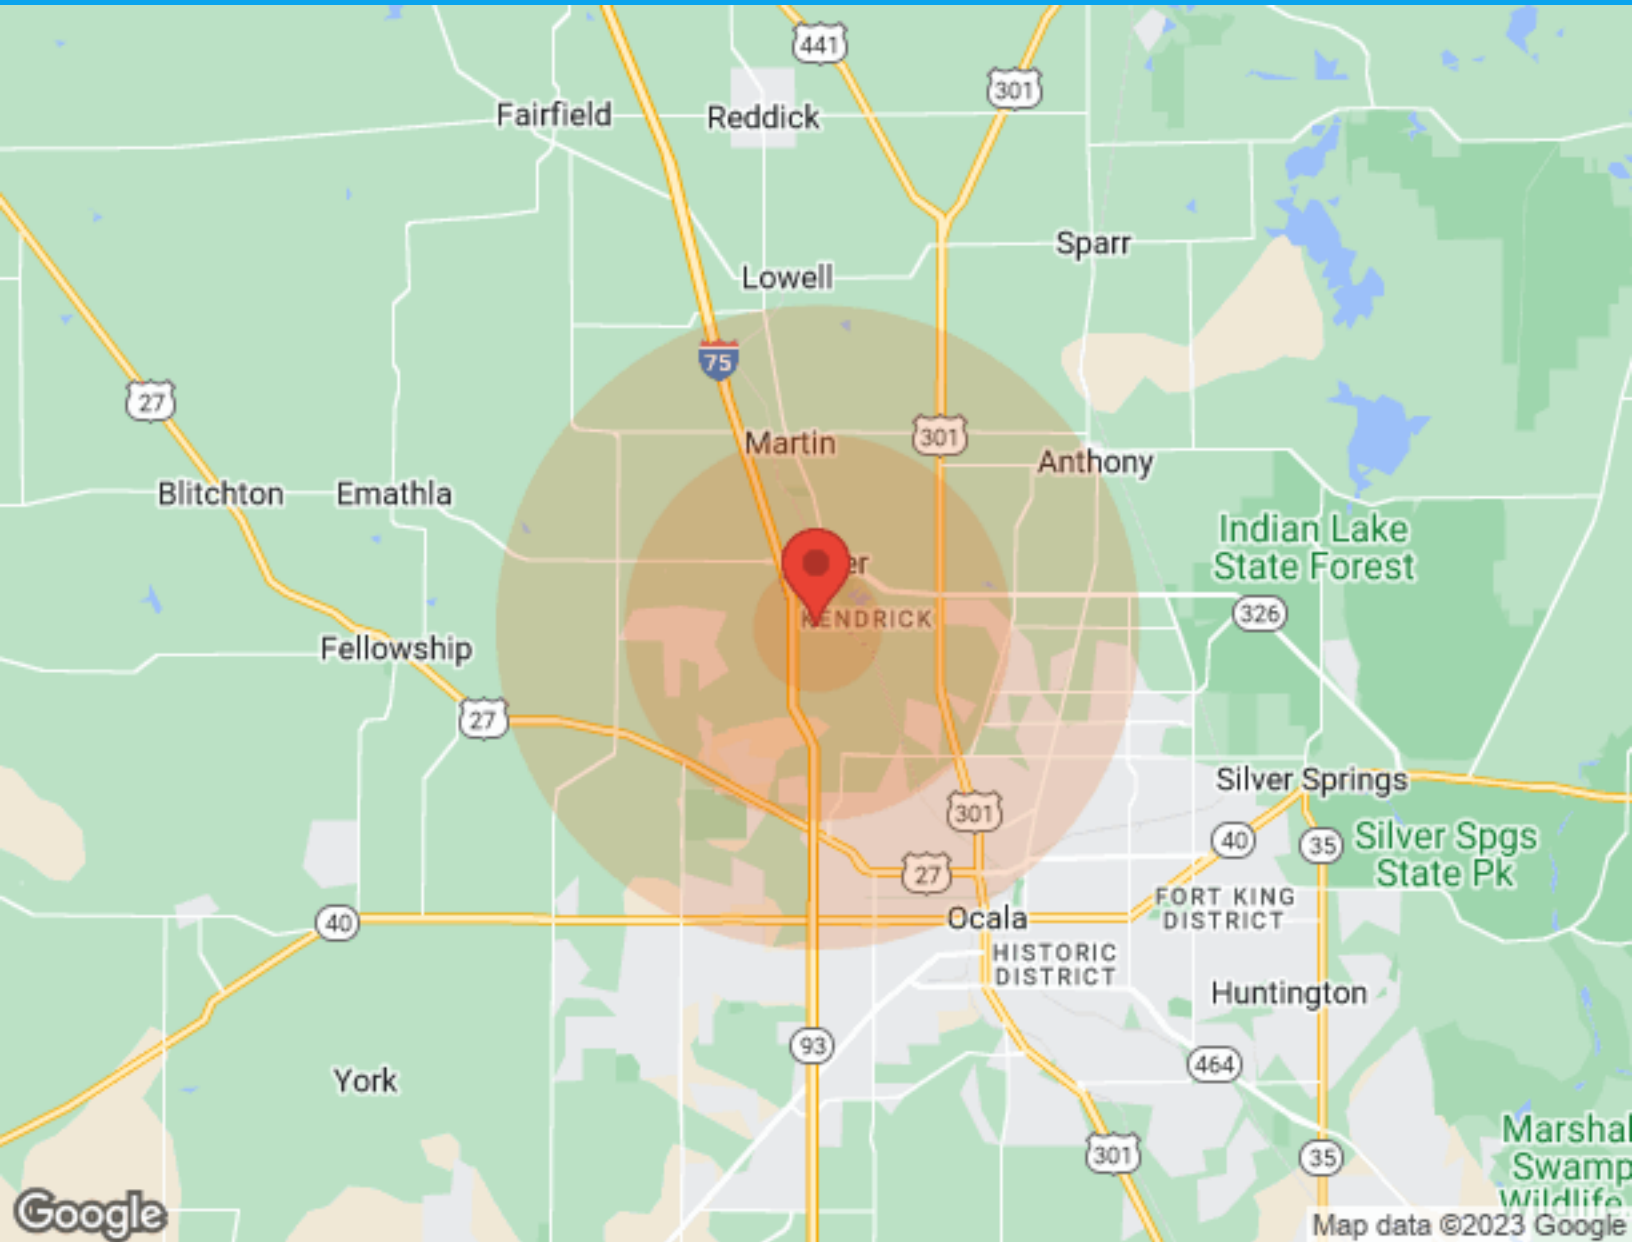 441
301
Fairfield
Reddick
Sparr
Lowell
75
27
301
Martin
Anthony
Blitchton
Emathla
Indian Lake
State Forest
326
KENDRICK
Fellowship
27
Silver Springs
301
40
35
Silver Spgs
State Pk
27
FORT KING
DISTRICT
40
Ocala
HISTORIC
DISTRICT
Huntington
93
464
York
301
35
Marshal
Swamp
Wildlife
Google
Map data ©2023 Google